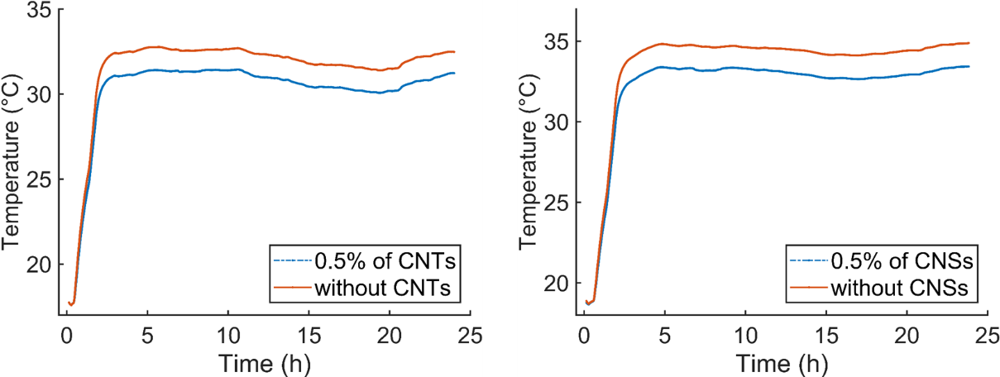 35
30
25
20
Temperature (°C)
0 5 10 15 20 25
Time (h)
0.5% of CNTs
without CNTs
35
30
25
20
Temperature (°C)
0 5 10 15 20 25
Time (h)
0.5% of CNSs
without CNSs